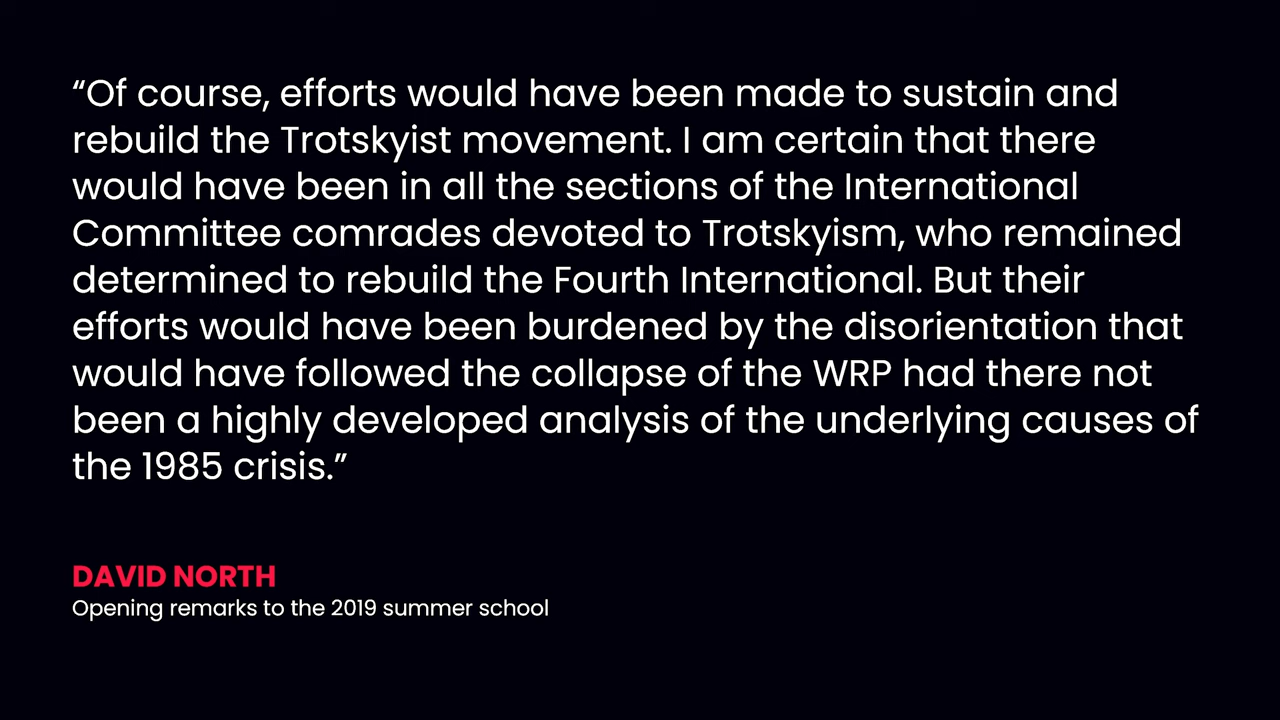 “Of course, efforts would have been made to sustain and
rebuild the Trotskyist movement. I am certain that there
would have been in all the sections of the International
Committee comrades devoted to Trotskyism, who remained
determined to rebuild the Fourth International. But their
efforts would have been burdened by the disorientation that
would have followed the collapse of the WRP had there not
been a highly developed analysis of the underlying causes of
the 1985 crisis.”
DAVID NORTH
Opening remarks to the 2019 summer school